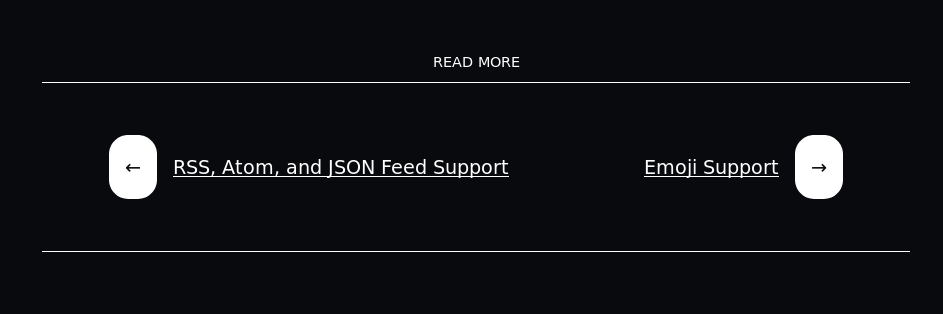 READ MORE
← RSS, Atom, and JSON Feed Support
Emoji Support →